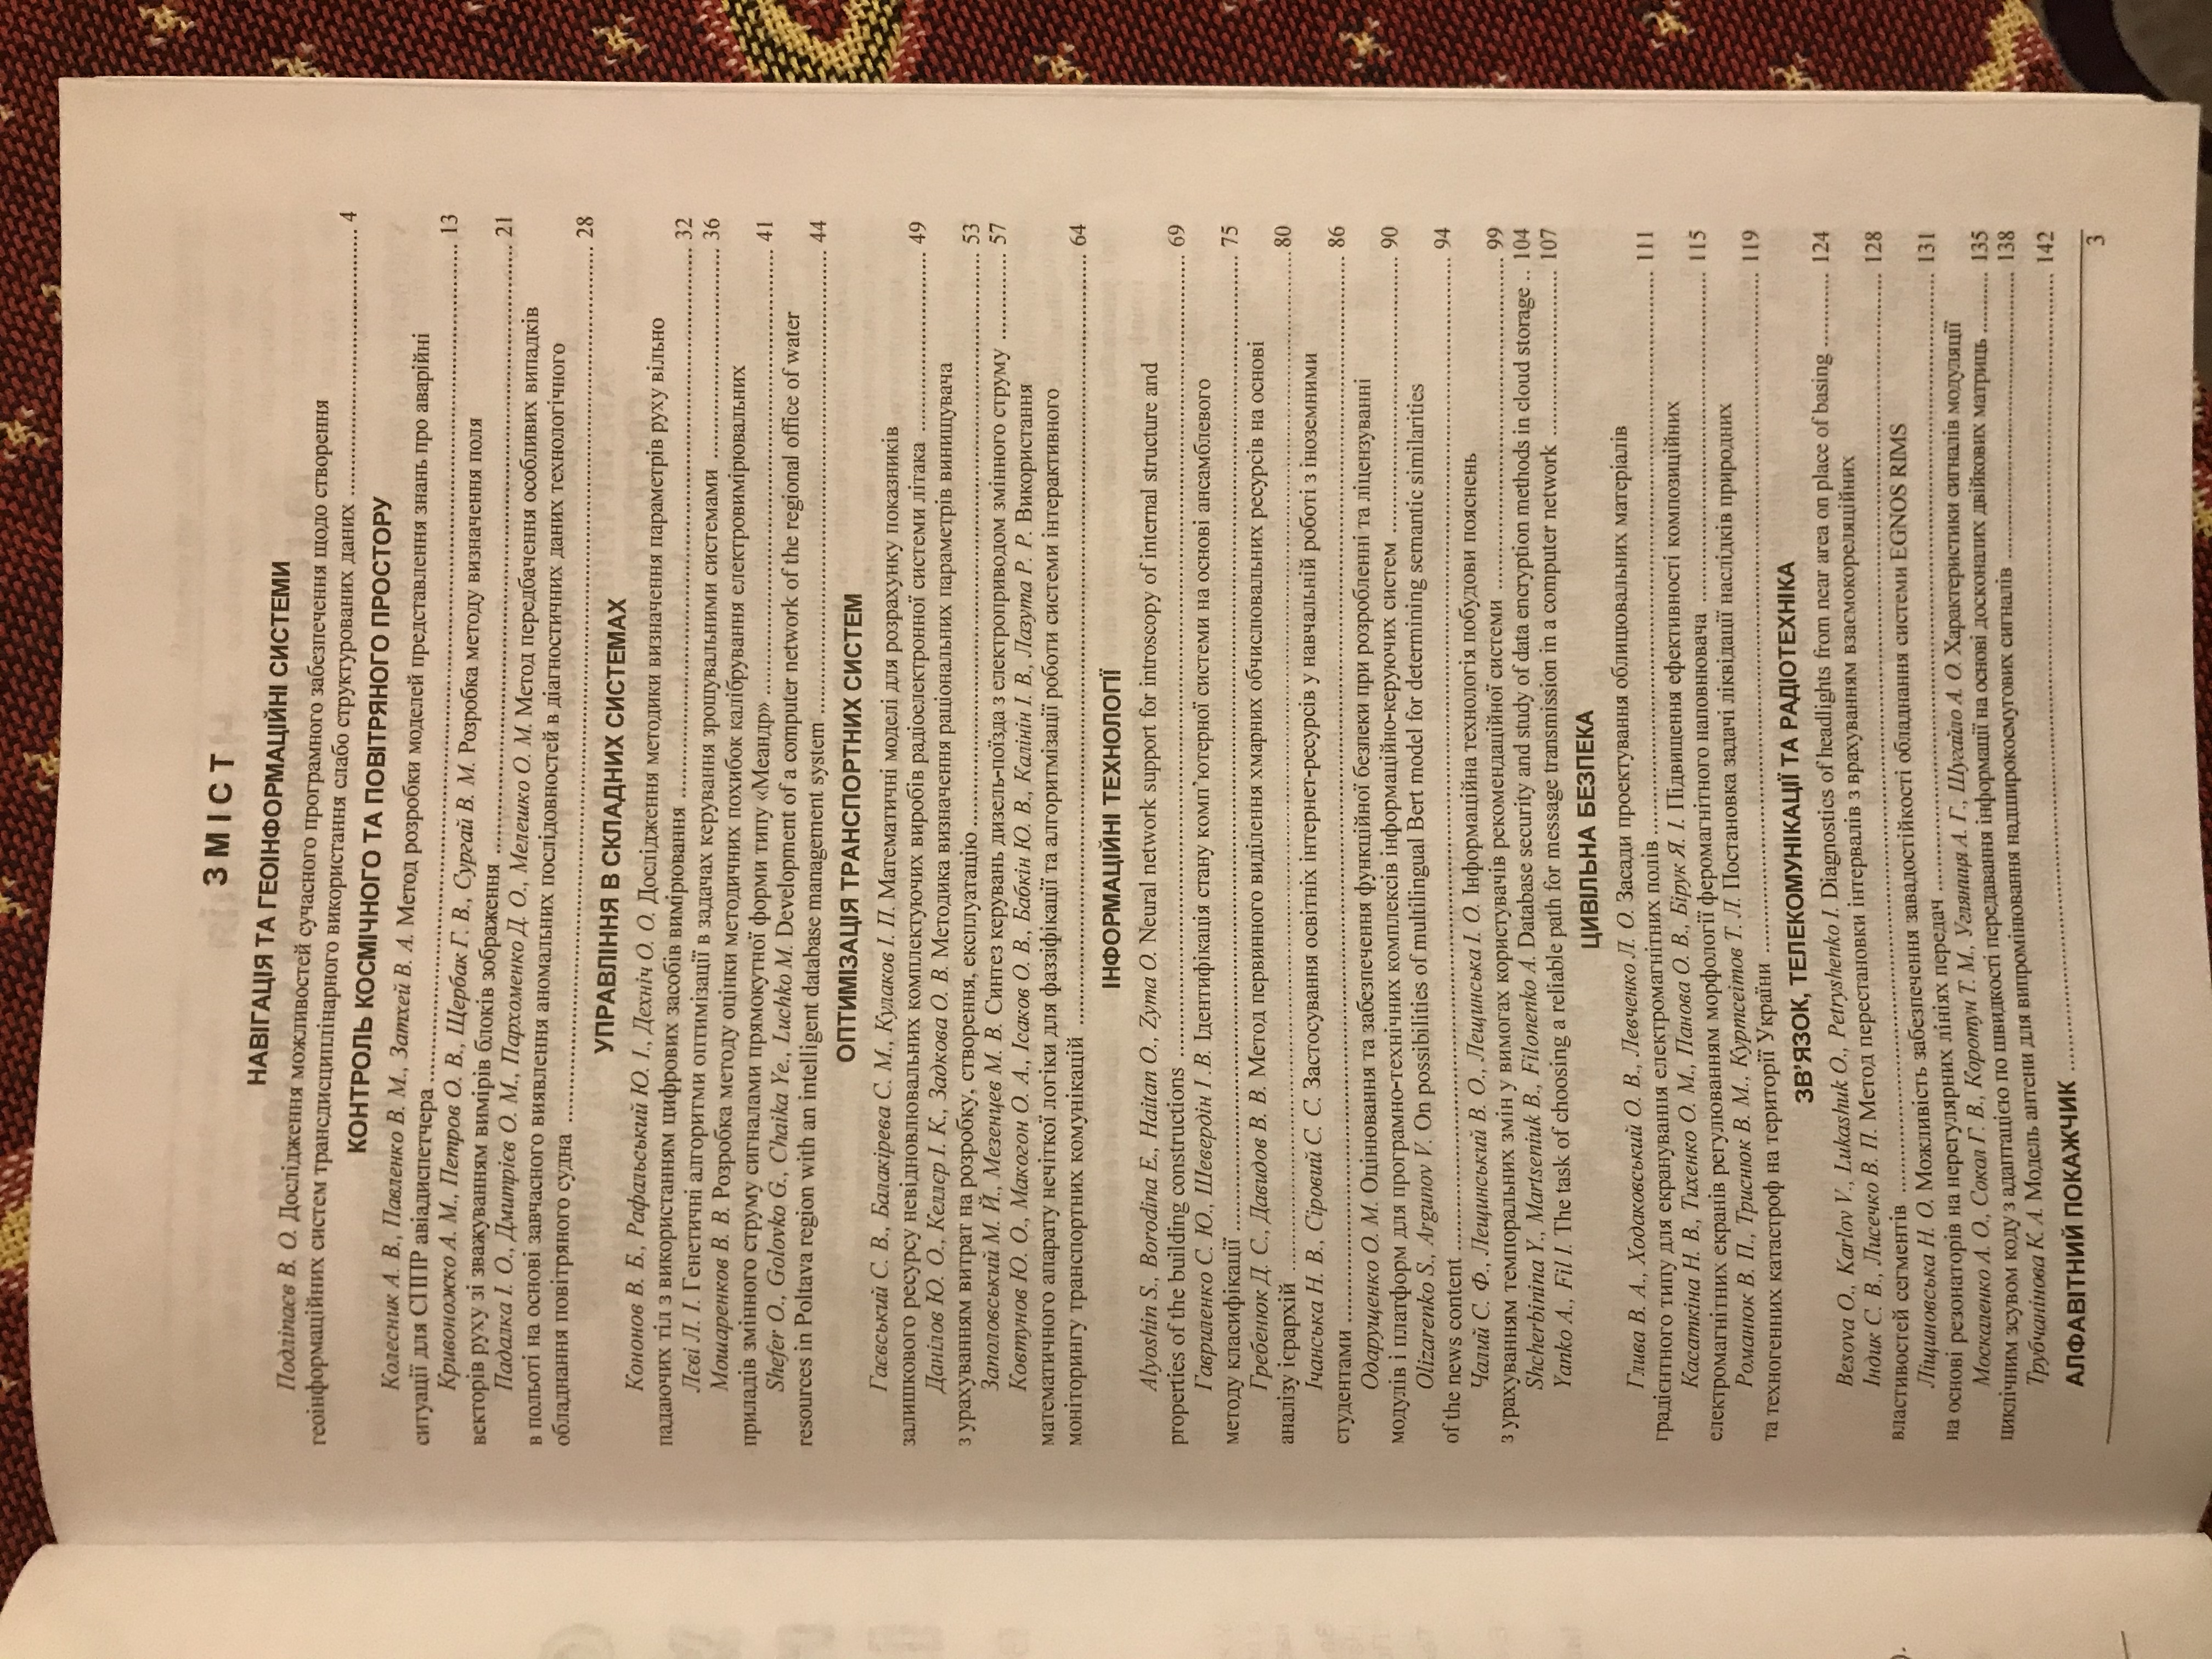 ЗМІСТ
НАВІГАЦІЯ ТА ГЕОІНФОРМАЦІЙНІ СИСТЕМИ
Подліпаєв В. О. Дослідження можливостей сучасного програмного забезпечення щодо створення
геоінформаційних систем трансдисциплінарного використання слабо структурованих даних ........ 4
КОНТРОЛЬ КОСМІЧНОГО ТА ПОВІТРЯНОГО ПРОСТОРУ
Колесник А. В., Павленко В. М., Затхей В. А. Метод розробки моделей представлення знань про аварійні
ситуації для СППР авіадиспетчера ........ 13
Кривоножко А. М., Петров О. В., Щербак Г. В., Сургай В. М. Розробка методу визначення поля
векторів руху зі зважуванням вимірів блоків зображення ........ 21
Падалка І. О., Дмитрієв О. М., Пархоменко Д. О., Мелешко О. М. Метод передбачення особливих випадків
в польоті на основі завчасного виявлення аномальних послідовностей в діагностичних даних технологічного
обладнання повітряного судна ........ 28
УПРАВЛІННЯ В СКЛАДНИХ СИСТЕМАХ
Кононов В. Б., Рафальський Ю. І., Дехніч О. О. Дослідження методики визначення параметрів руху вільно
падаючих тіл з використанням цифрових засобів вимірювання ........ 32
Лєві Л. І. Генетичні алгоритми оптимізації в задачах керування зрошувальними системами ........ 36
Мошаренков В. В. Розробка методу оцінки методичних похибок калібрування електровимірювальних
приладів змінного струму сигналами прямокутної форми типу «Меандр» ........ 41
Shefer O., Golovko G., Chaika Ye., Luchko M. Development of a computer network of the regional office of water
resources in Poltava region with an intelligent database management system ........ 44
ОПТИМІЗАЦІЯ ТРАНСПОРТНИХ СИСТЕМ
Гаєвський С. В., Балакірева С. М., Кулаков І. П. Математичні моделі для розрахунку показників
залишкового ресурсу невідновлювальних комплектуючих виробів радіоелектронної системи літака ........ 49
Данілов Ю. О., Келлєр І. К., Задкова О. В. Методика визначення раціональних параметрів винищувача
з урахуванням витрат на розробку, створення, експлуатацію ........ 53
Заполовський М. Й., Мезенцев М. В. Синтез керувань дизель-поїзда з електроприводом змінного струму ........ 57
Ковтунов Ю. О., Макогон О. А., Ісаков О. В., Бабкін Ю. В., Калінін І. В., Лазута Р. Р. Використання
математичного апарату нечіткої логіки для фаззіфікації та алгоритмізації роботи системи інтерактивного
моніторингу транспортних комунікацій ........ 64
ІНФОРМАЦІЙНІ ТЕХНОЛОГІЇ
Alyoshin S., Borodina E., Haitan O., Zyma O. Neural network support for introscopy of internal structure and
properties of the building constructions ........ 69
Гавриленко С. Ю., Шевердін І .В. Ідентифікація стану комп’ютерної системи на основі ансамблевого
методу класифікації ........ 75
Гребенюк Д. С., Давидов В. В. Метод первинного виділення хмарних обчислювальних ресурсів на основі
аналізу ієрархій ........ 80
Ічанська Н. В., Сіровий С. С. Застосування освітніх інтернет-ресурсів у навчальній роботі з іноземними
студентами ........ 86
Одарущенко О. М. Оцінювання та забезпечення функційної безпеки при розробленні та ліцензуванні
модулів і платформ для програмно-технічних комплексів інформаційно-керуючих систем ........ 90
Olizarenko S., Argunov V. On possibilities of multilingual Bert model for determining semantic similarities
of the news content ........ 94
Чалий С. Ф., Лещинський В. О., Лещинська І. О. Інформаційна технологія побудови пояснень
з урахуванням темпоральних змін у вимогах користувачів рекомендаційної системи ........ 99
Shcherbinina Y., Martseniuk B., Filonenko A. Database security and study of data encryption methods in cloud storage .. 104
Yanko A., Fil I. The task of choosing a reliable path for message transmission in a computer network ........ 107
ЦИВІЛЬНА БЕЗПЕКА
Глива В. А., Ходаковський О. В., Левченко Л. О. Засади проектування облицювальних матеріалів
градієнтного типу для екранування електромагнітних полів ........ 111
Касаткіна Н. В., Тихенко О. М., Панова О. В., Бірук Я. І. Підвищення ефективності композиційних
електромагнітних екранів регулюванням морфології феромагнітного наповнювача ........ 115
Романюк В. П., Триснюк В. М., Куртсеітов Т. Л. Постановка задачі ліквідації наслідків природних
та техногенних катастроф на території України ........ 119
ЗВ’ЯЗОК, ТЕЛЕКОМУНІКАЦІЇ ТА РАДІОТЕХНІКА
Besova O., Karlov V., Lukashuk O., Petryshenko I. Diagnostics of headlights from near area on place of basing ........ 124
Індик С. В., Лисечко В. П. Метод перестановки інтервалів з врахуванням взаємокореляційних
властивостей сегментів ........ 128
Ліщиновська Н. О. Можливість забезпечення завадостійкості обладнання системи EGNOS RIMS
на основі резонаторів на нерегулярних лініях передач ........ 131
Москаленко А. О., Сокол Г. В., Коротун Т. М., Угляниця А. Г., Шугайло А. О. Характеристики сигналів модуляції
циклічним зсувом коду з адаптацією по швидкості передавання інформації на основі досконалих двійкових матриць ........ 135
Трубчанінова К. А. Модель антени для випромінювання надширокосмугових сигналів ........ 138
АЛФАВІТНИЙ ПОКАЖЧИК ........ 142
3